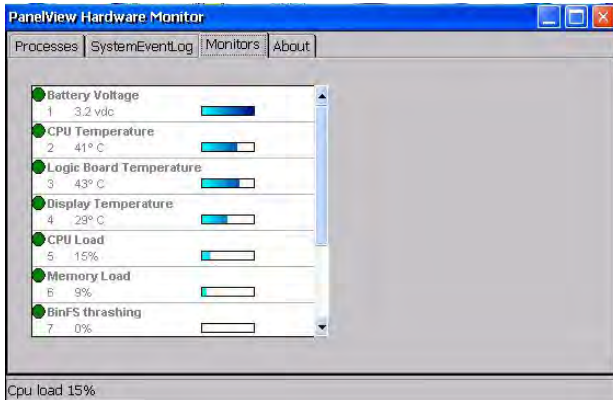 PanelView Hardware Monitor
Processes SystemEventLog Monitors About
Battery Voltage
1 3.2 vdc
CPU Temperature
2 41° C
Logic Board Temperature
3 43° C
Display Temperature
4 29° C
CPU Load
5 15%
Memory Load
6 9%
BinFS thrashing
7 0%
Cpu load 15%